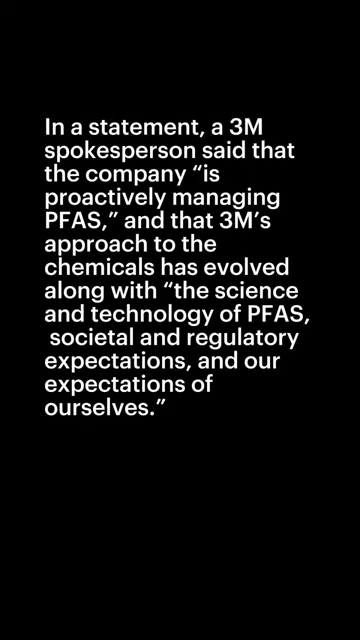 In a statement, a 3M
spokesperson said that
the company “is
proactively managing
PFAS,” and that 3M’s
approach to the
chemicals has evolved
along with “the science
and technology of PFAS,
societal and regulatory
expectations, and our
expectations of
ourselves.”